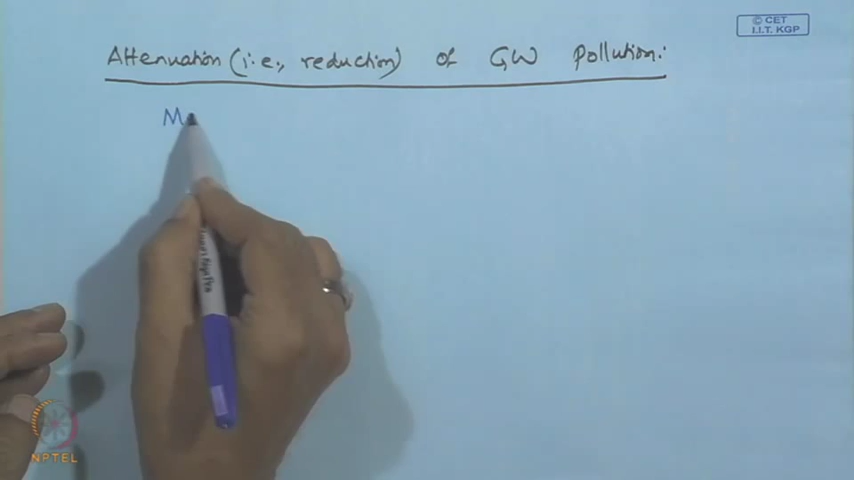 © CET
I.I.T. KGP
Attenuation (i.e., reduction) of GW Pollution:
M
NPTEL